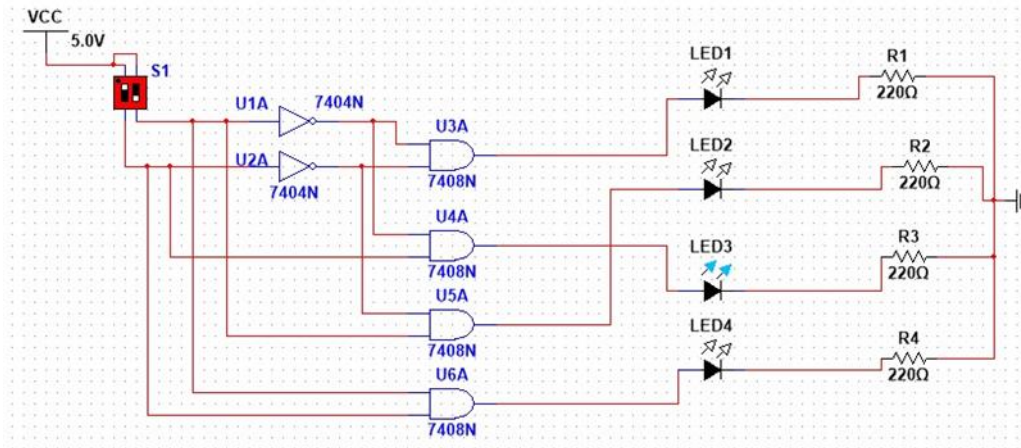 VCC
5.0V
S1
U1A
7404N
U2A
7404N
U3A
7408N
U4A
7408N
U5A
7408N
U6A
7408N
LED1
R1
220Ω
LED2
R2
220Ω
LED3
R3
220Ω
LED4
R4
220Ω